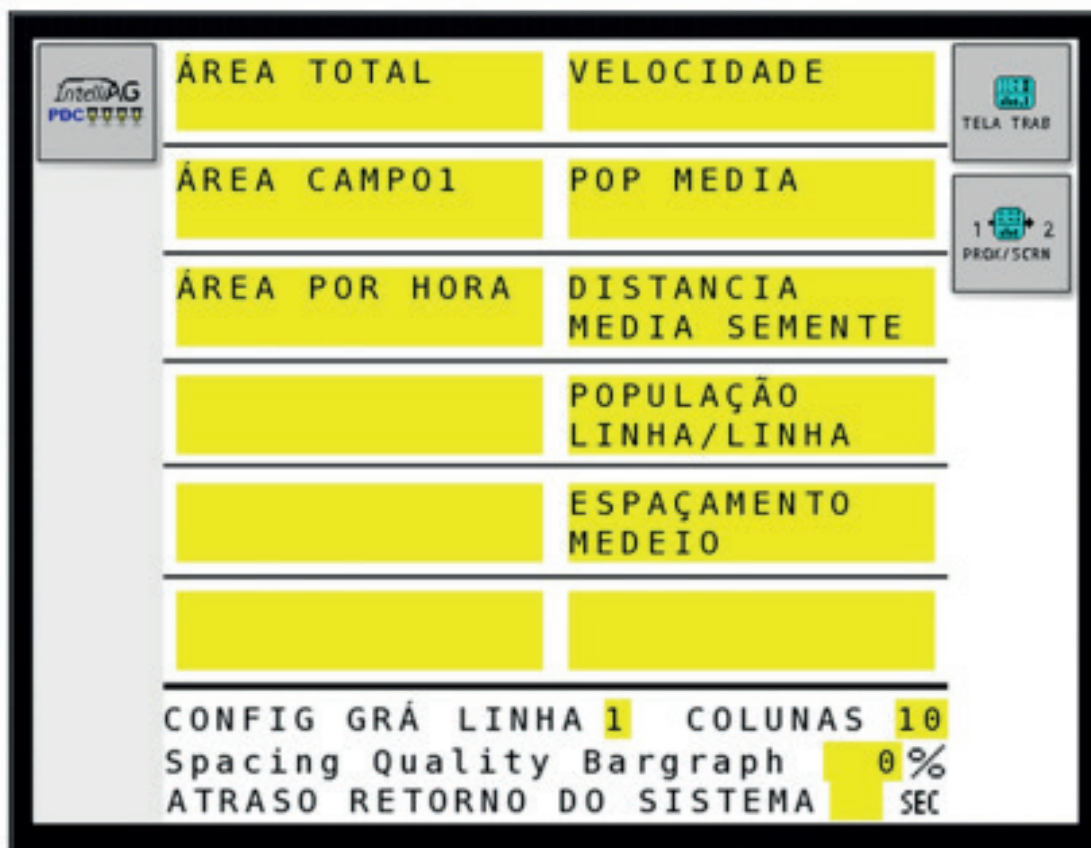 IntelliAG
PDC
ÁREA TOTAL
VELOCIDADE
TELA TRAB
ÁREA CAMPO1
POP MEDIA
1 2
PROX/SCRN
ÁREA POR HORA
DISTANCIA
MEDIA SEMENTE
POPULAÇÃO
LINHA/LINHA
ESPAÇAMENTO
MEDEIO
CONFIG GRÁ LINHA 1 COLUNAS 10
Spacing Quality Bargraph 0 %
ATRASO RETORNO DO SISTEMA SEC